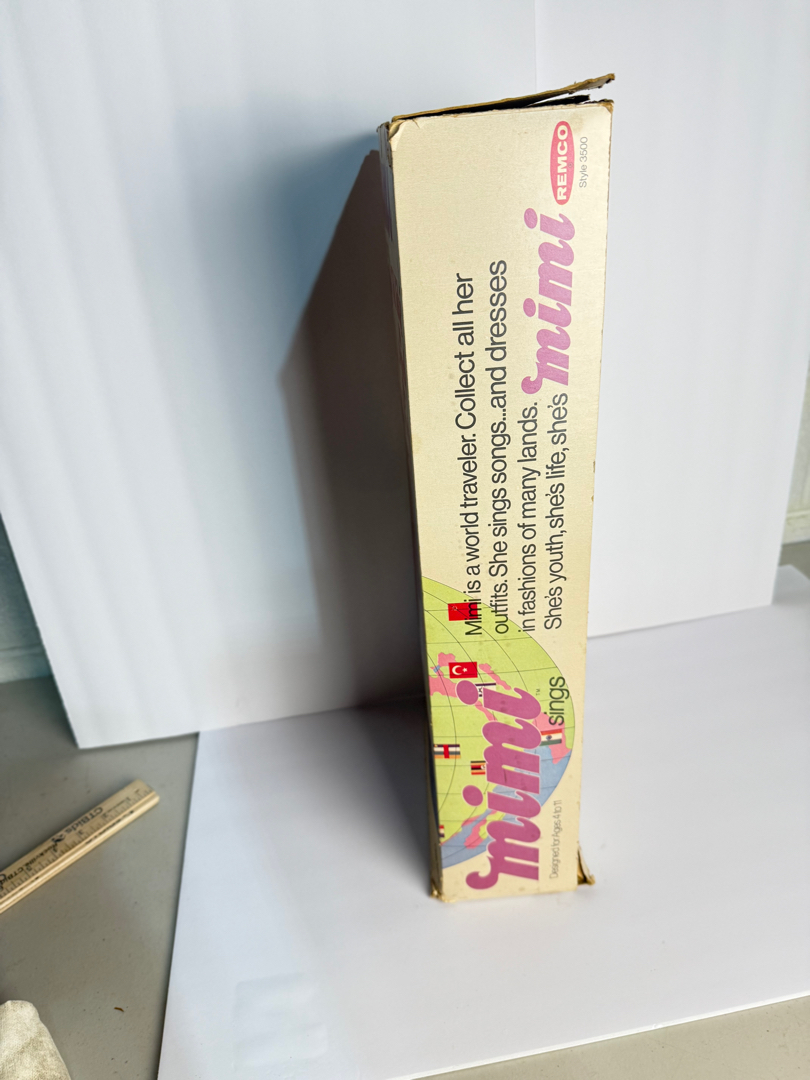 mimi™
sings
Designed for Ages 4 to 11
Mimi is a world traveler. Collect all her
outfits. She sings songs...and dresses
in fashions of many lands.
She's youth, she's life, she's mimi
REMCO
Style 3500